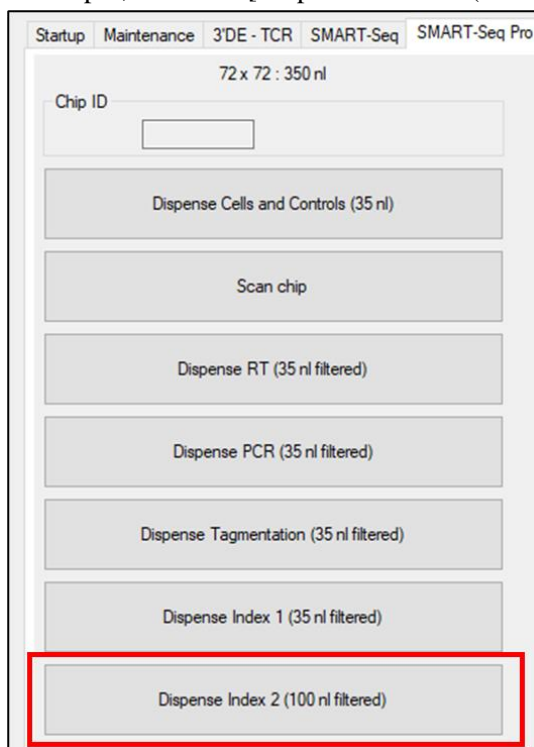 Startup Maintenance 3'DE - TCR SMART-Seq SMART-Seq Pro
72 x 72 : 350 nl
Chip ID
Dispense Cells and Controls (35 nl)
Scan chip
Dispense RT (35 nl filtered)
Dispense PCR (35 nl filtered)
Dispense Tagmentation (35 nl filtered)
Dispense Index 1 (35 nl filtered)
Dispense Index 2 (100 nl filtered)